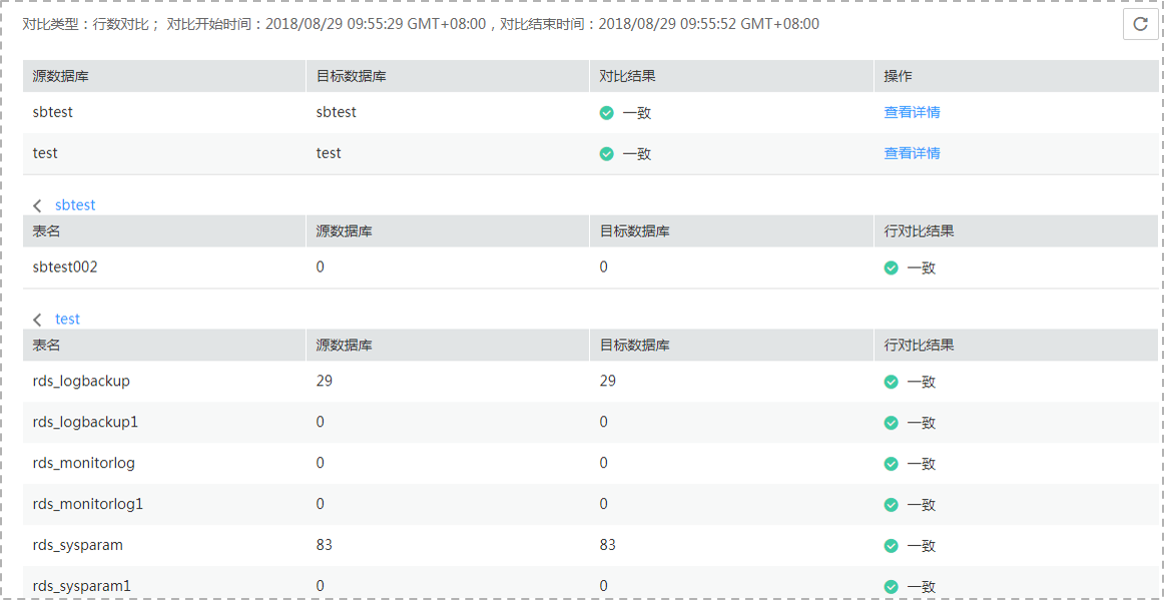 对比类型：行数对比； 对比开始时间：2018/08/29 09:55:29 GMT+08:00，对比结束时间：2018/08/29 09:55:52 GMT+08:00
源数据库 目标数据库 对比结果 操作
sbtest sbtest 一致 查看详情
test test 一致 查看详情
sbtest
表名 源数据库 目标数据库 行对比结果
sbtest002 0 0 一致
test
表名 源数据库 目标数据库 行对比结果
rds_logbackup 29 29 一致
rds_logbackup1 0 0 一致
rds_monitorlog 0 0 一致
rds_monitorlog1 0 0 一致
rds_sysparam 83 83 一致
rds_sysparam1 0 0 一致